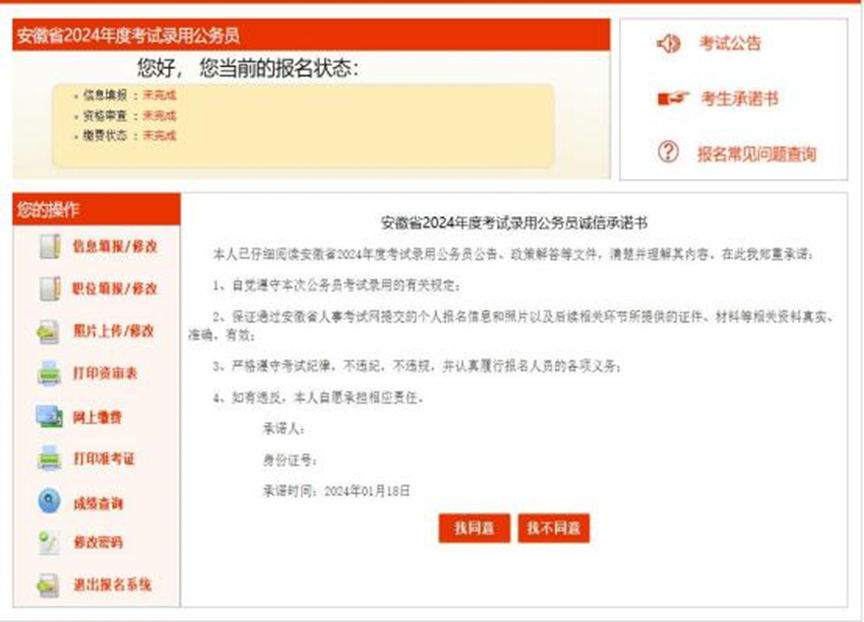 安徽省2024年度考试录用公务员
您好， 您当前的报名状态：
信息填报 ：未完成
资格审查 ：未完成
缴费状态 ：未完成
考试公告
考生承诺书
报名常见问题查询
您的操作
信息填报/修改
职位填报/修改
照片上传/修改
打印资审表
网上缴费
打印准考证
成绩查询
修改密码
退出报名系统
安徽省2024年度考试录用公务员诚信承诺书
本人已仔细阅读安徽省2024年度考试录用公务员公告、政策解答等文件，清楚并理解其内容。在此我郑重承诺：
1、自觉遵守本次公务员考试录用的有关规定；
2、保证通过安徽省人事考试网提交的个人报名信息和照片以及后续相关环节所提供的证件、材料等相关资料真实、
准确、有效；
3、严格遵守考试纪律，不违纪，不违规，并认真履行报名人员的各项义务；
4、如有违反，本人自愿承担相应责任。
承诺人：
身份证号：
承诺时间：2024年01月18日
我同意 我不同意